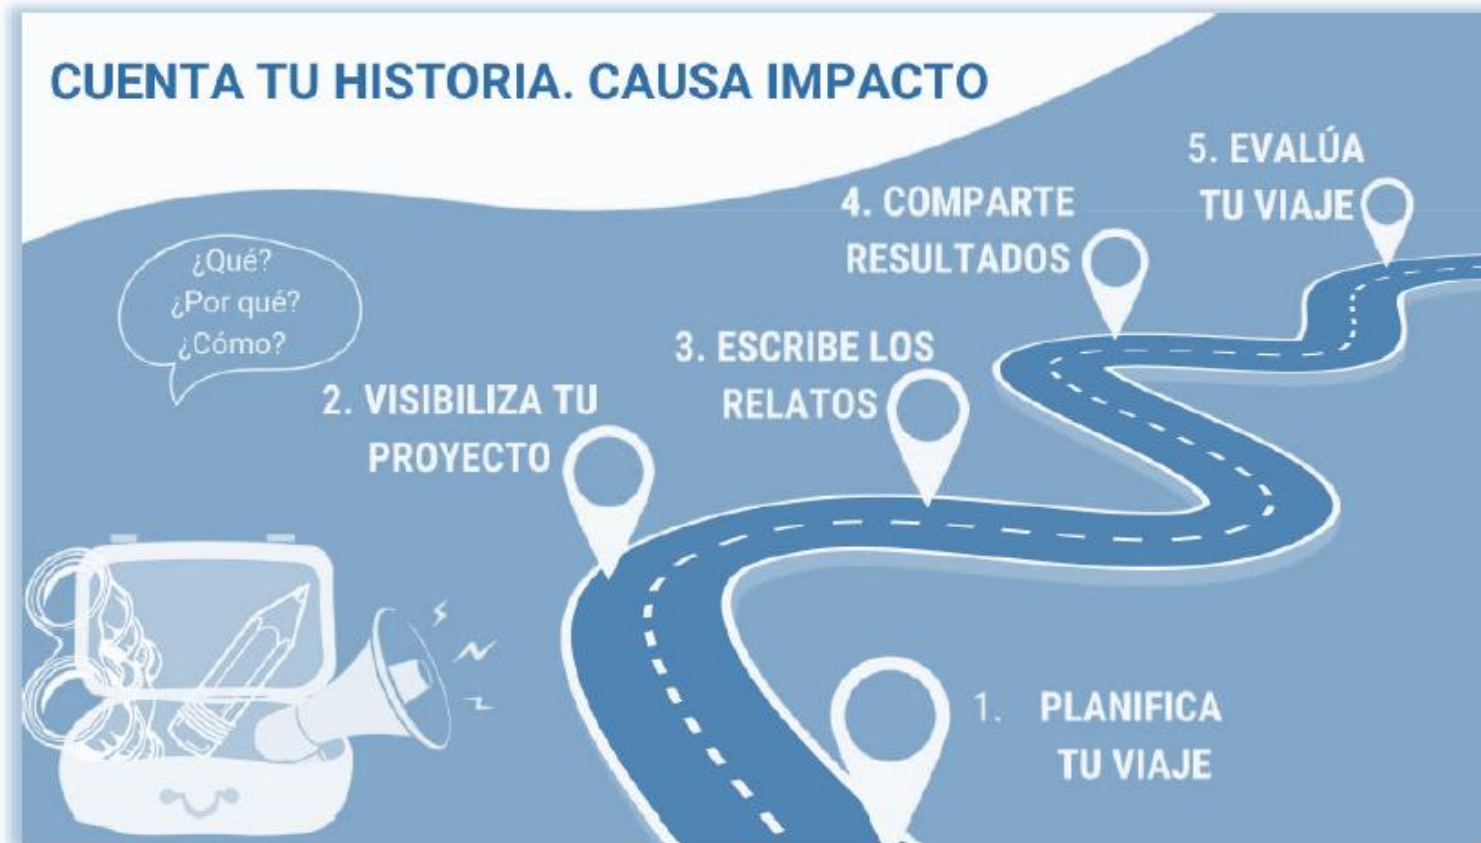 CUENTA TU HISTORIA. CAUSA IMPACTO
¿Qué?
¿Por qué?
¿Cómo?
1. PLANIFICA
TU VIAJE
2. VISIBILIZA TU
PROYECTO
3. ESCRIBE LOS
RELATOS
4. COMPARTE
RESULTADOS
5. EVALÚA
TU VIAJE